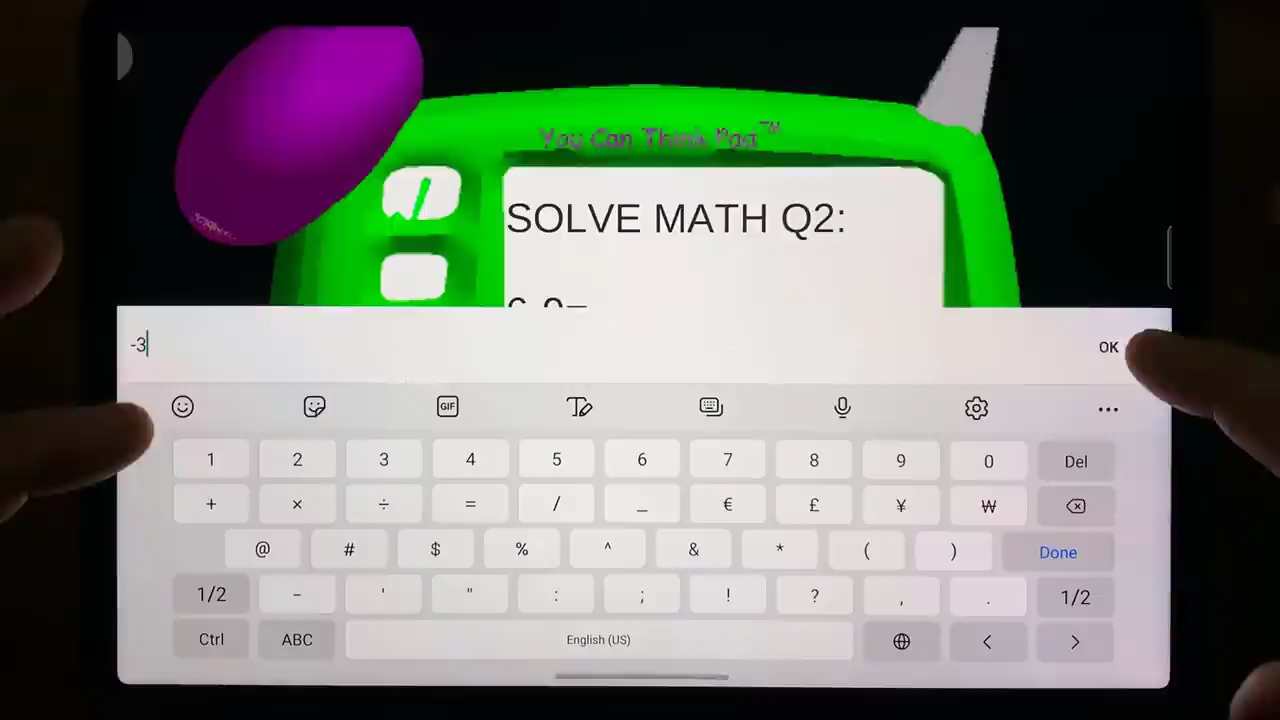 You Can Think Pad™
SOLVE MATH Q2:
-3
OK
GIF
1 2 3 4 5 6 7 8 9 0 Del
+ × ÷ = / _ € £ ¥ ₩
@ # $ % ^ & * ( ) Done
1/2 - ' " : ; ! ? , . 1/2
Ctrl ABC English (US) < >